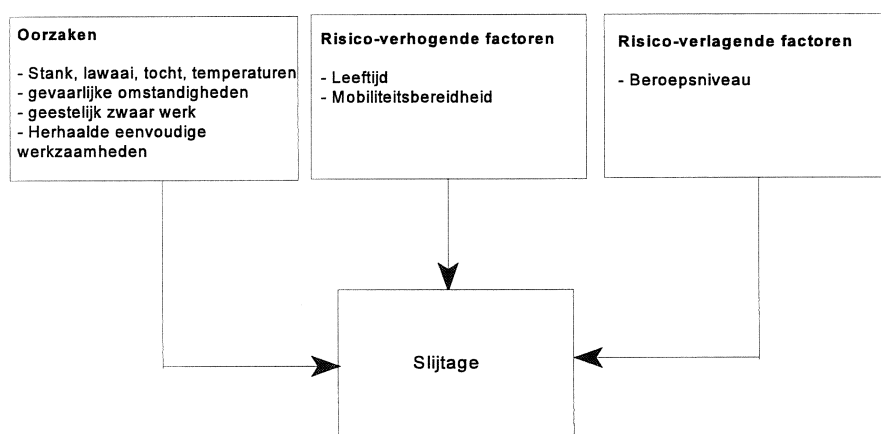 Oorzaken
- Stank, lawaai, tocht, temperaturen
- gevaarlijke omstandigheden
- geestelijk zwaar werk
- Herhaalde eenvoudige
werkzaamheden
Risico-verhogende factoren
- Leeftijd
- Mobiliteitsbereidheid
Risico-verlagende factoren
- Beroepsniveau
Slijtage